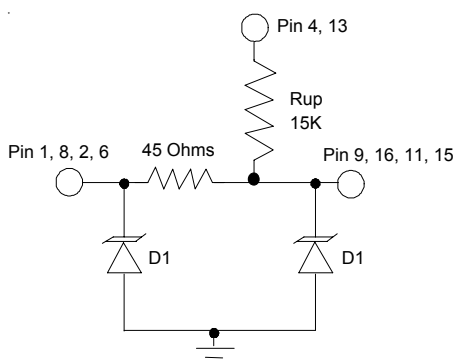 Pin 4, 13
Rup
15K
Pin 1, 8, 2, 6
45 Ohms
Pin 9, 16, 11, 15
D1
D1